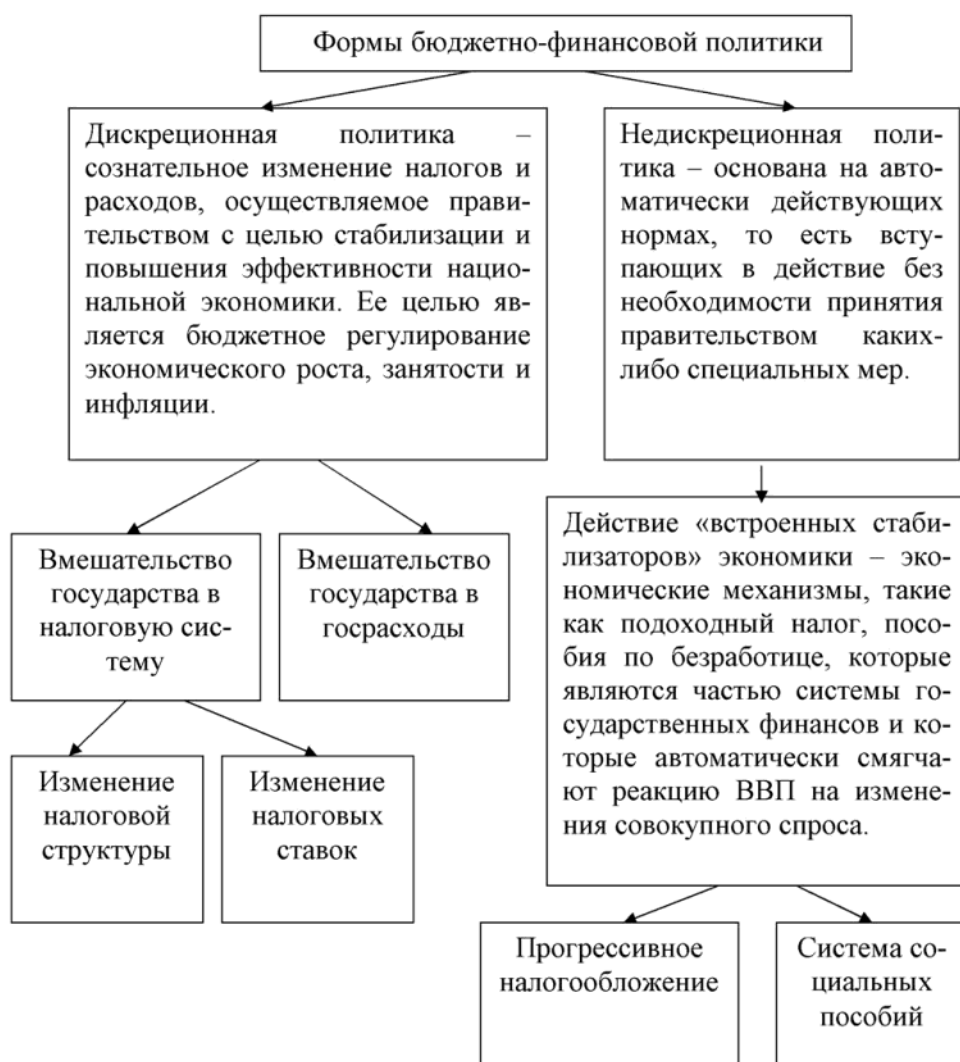 Формы бюджетно-финансовой политики
Дискреционная политика –
сознательное изменение налогов и
расходов, осуществляемое прави-
тельством с целью стабилизации и
повышения эффективности нацио-
нальной экономики. Ее целью яв-
ляется бюджетное регулирование
экономического роста, занятости и
инфляции.
Недискреционная поли-
тика – основана на авто-
матически действующих
нормах, то есть всту-
пающих в действие без
необходимости принятия
правительством каких-
либо специальных мер.
Вмешательство
государства в
налоговую сис-
тему
Вмешательство
государства в
госрасходы
Действие «встроенных стаби-
лизаторов» экономики – эко-
номические механизмы, такие
как подоходный налог, посо-
бия по безработице, которые
являются частью системы го-
сударственных финансов и ко-
торые автоматически смягча-
ют реакцию ВВП на измене-
ния совокупного спроса.
Изменение
налоговой
структуры
Изменение
налоговых
ставок
Прогрессивное
налогообложение
Система со-
циальных
пособий